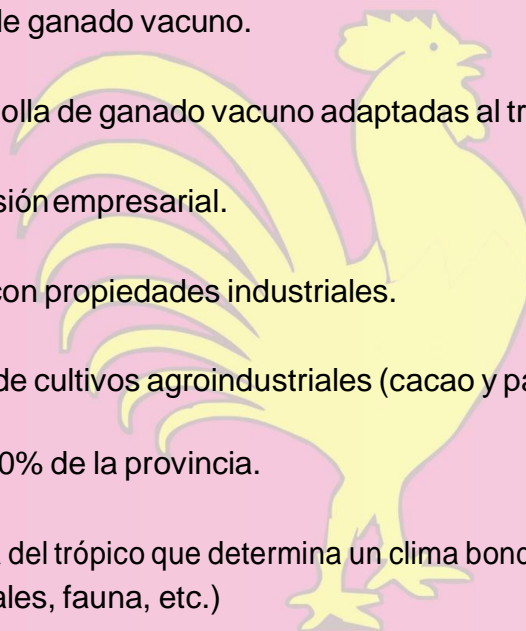 de ganado vacuno.
olla de ganado vacuno adaptadas al tr
sión empresarial.
con propiedades industriales.
de cultivos agroindustriales (cacao y pa
0% de la provincia.
del trópico que determina un clima bond
ales, fauna, etc.)